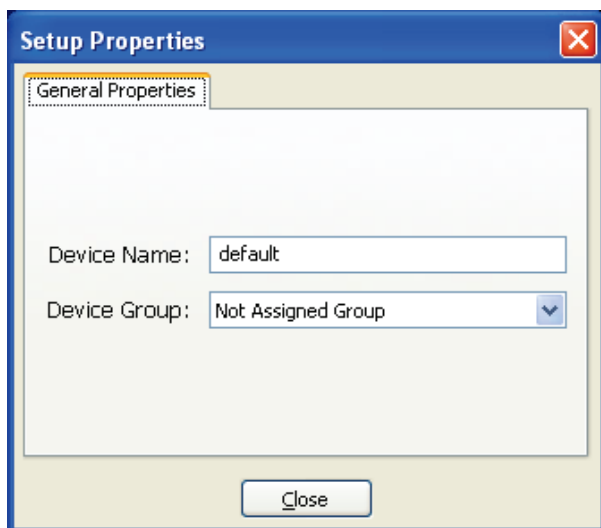 Setup Properties
General Properties
Device Name: default
Device Group: Not Assigned Group
Close